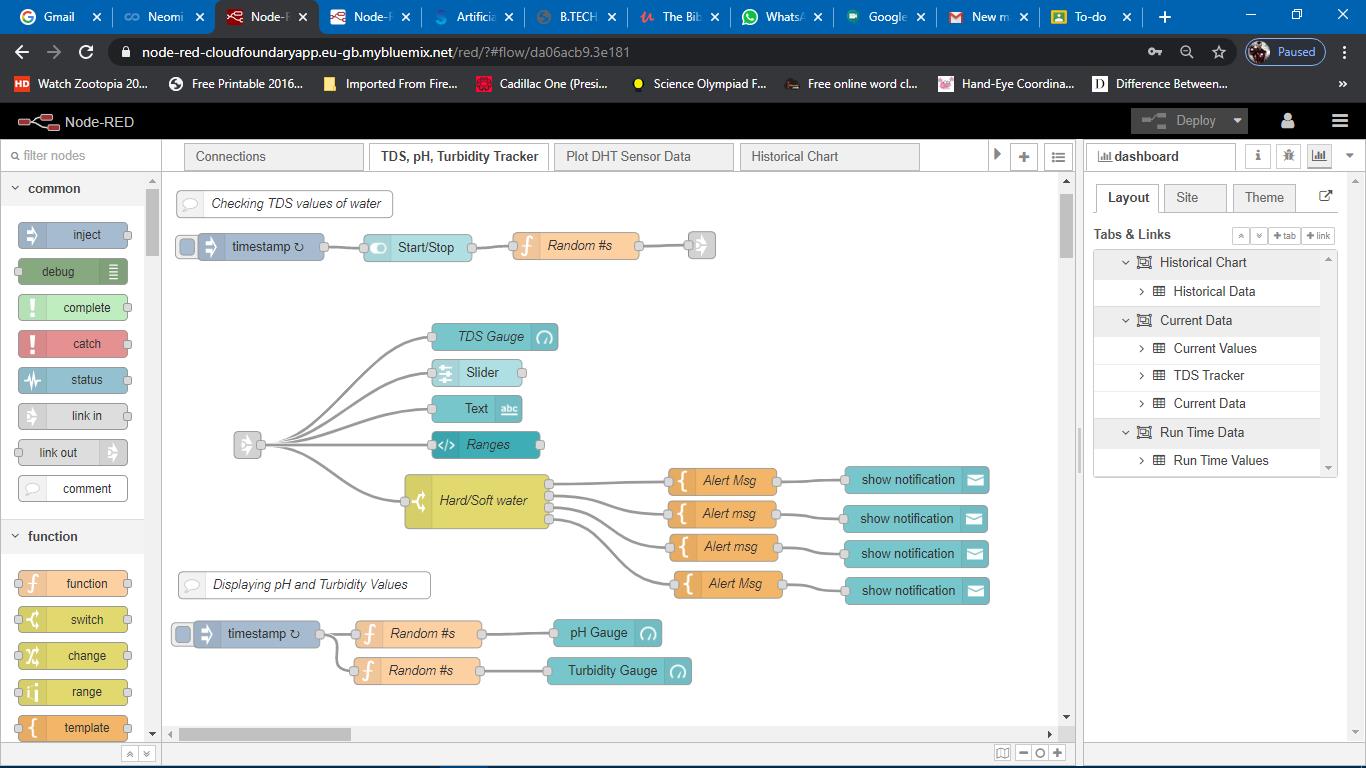 Gmail
Neomi
Node-R
Node-R
Artificia
B.TECH
The Bib
WhatsA
Google
New m
To-do
node-red-cloudfoundaryapp.eu-gb.mybluemix.net/red/?#flow/da06acb9.3e181
Paused
HD Watch Zootopia 20...
Free Printable 2016...
Imported From Fire...
Cadillac One (Presi...
Science Olympiad F...
Free online word cl...
Hand-Eye Coordina...
D Difference Between...
Node-RED
Deploy
filter nodes
Connections
TDS, pH, Turbidity Tracker
Plot DHT Sensor Data
Historical Chart
dashboard
common
inject
debug
complete
catch
status
link in
link out
comment
function
function
switch
change
range
template
Checking TDS values of water
timestamp ↻
Start/Stop
Random #s
TDS Gauge
Slider
Text abc
Ranges
Hard/Soft water
Alert Msg
show notification
Alert msg
show notification
Alert msg
show notification
Alert Msg
show notification
Displaying pH and Turbidity Values
timestamp ↻
Random #s
pH Gauge
Random #s
Turbidity Gauge
Layout
Site
Theme
Tabs & Links
+ tab
+ link
Historical Chart
Historical Data
Current Data
Current Values
TDS Tracker
Current Data
Run Time Data
Run Time Values